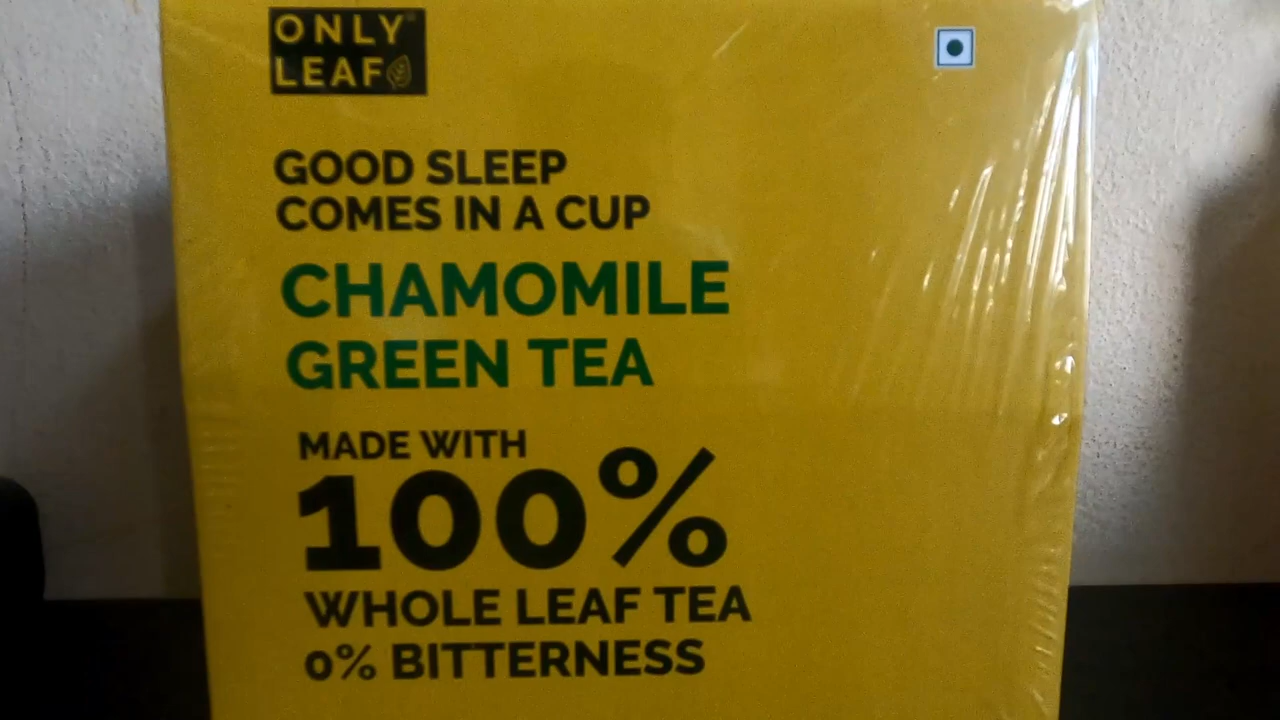 ONLY
LEAF
GOOD SLEEP
COMES IN A CUP
CHAMOMILE
GREEN TEA
MADE WITH
100%
WHOLE LEAF TEA
0% BITTERNESS